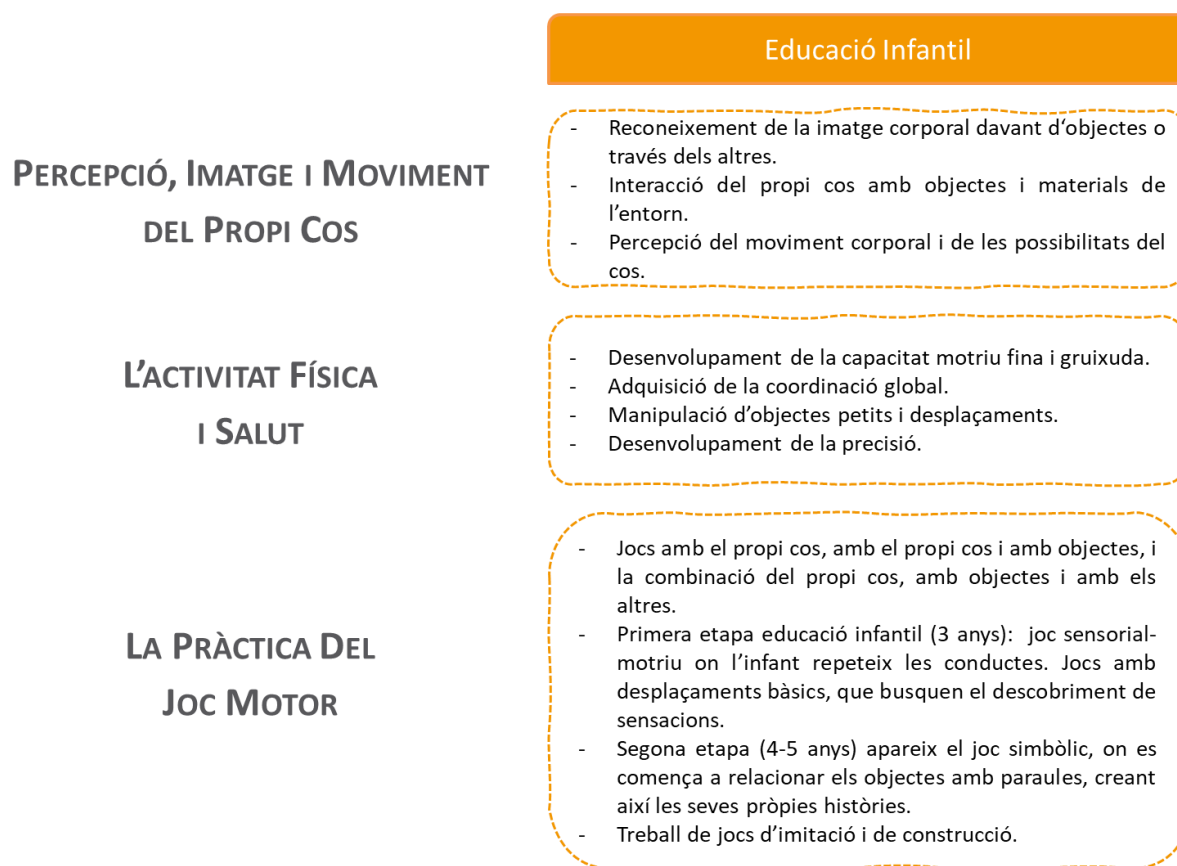 Educació Infantil
PERCEPCIÓ, IMATGE I MOVIMENT
DEL PROPI COS
- Reconeixement de la imatge corporal davant d‘objectes o
través dels altres.
- Interacció del propi cos amb objectes i materials de
l’entorn.
- Percepció del moviment corporal i de les possibilitats del
cos.
L’ACTIVITAT FÍSICA
I SALUT
- Desenvolupament de la capacitat motriu fina i gruixuda.
- Adquisició de la coordinació global.
- Manipulació d’objectes petits i desplaçaments.
- Desenvolupament de la precisió.
LA PRÀCTICA DEL
JOC MOTOR
- Jocs amb el propi cos, amb el propi cos i amb objectes, i
la combinació del propi cos, amb objectes i amb els
altres.
- Primera etapa educació infantil (3 anys): joc sensorial-
motriu on l’infant repeteix les conductes. Jocs amb
desplaçaments bàsics, que busquen el descobriment de
sensacions.
- Segona etapa (4-5 anys) apareix el joc simbòlic, on es
comença a relacionar els objectes amb paraules, creant
així les seves pròpies històries.
- Treball de jocs d’imitació i de construcció.